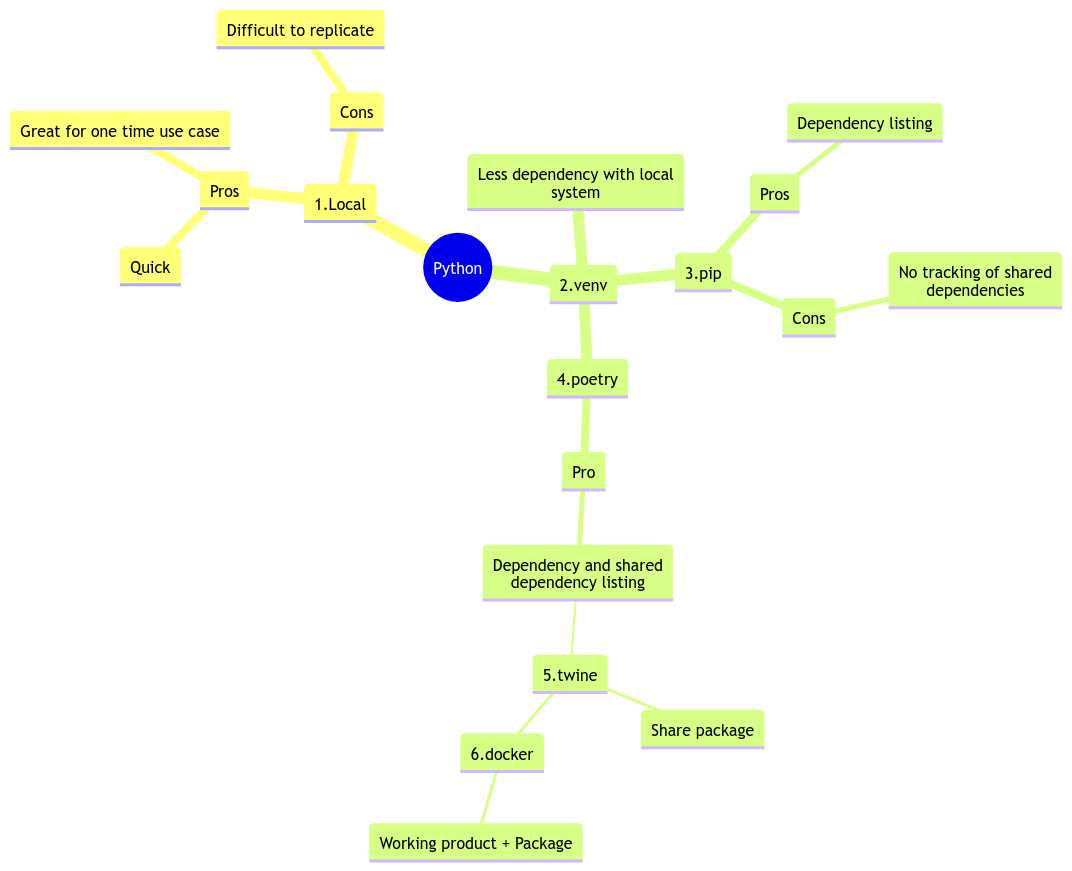 Difficult to replicate
Cons
Great for one time use case
Pros
1.Local
Quick
Python
Less dependency with local
system
2.venv
3.pip
Pros
Dependency listing
Cons
No tracking of shared
dependencies
4.poetry
Pro
Dependency and shared
dependency listing
5.twine
Share package
6.docker
Working product + Package